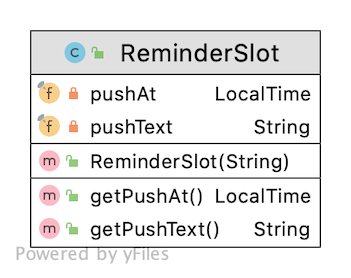 C ReminderSlot
f pushAt LocalTime
f pushText String
m ReminderSlot(String)
m getPushAt() LocalTime
m getPushText() String
Powered by yFiles